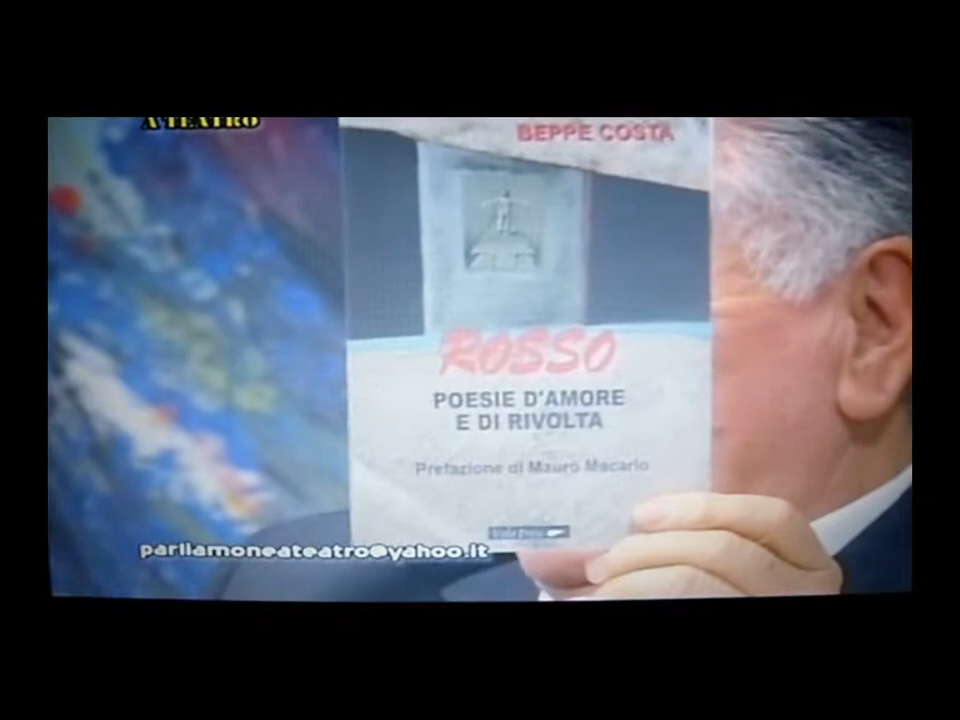 A TEATRO
BEPPE COSTA
ROSSO
POESIE D'AMORE
E DI RIVOLTA
Prefazione di Mauro Macario
parliamoneateatro@yahoo.it